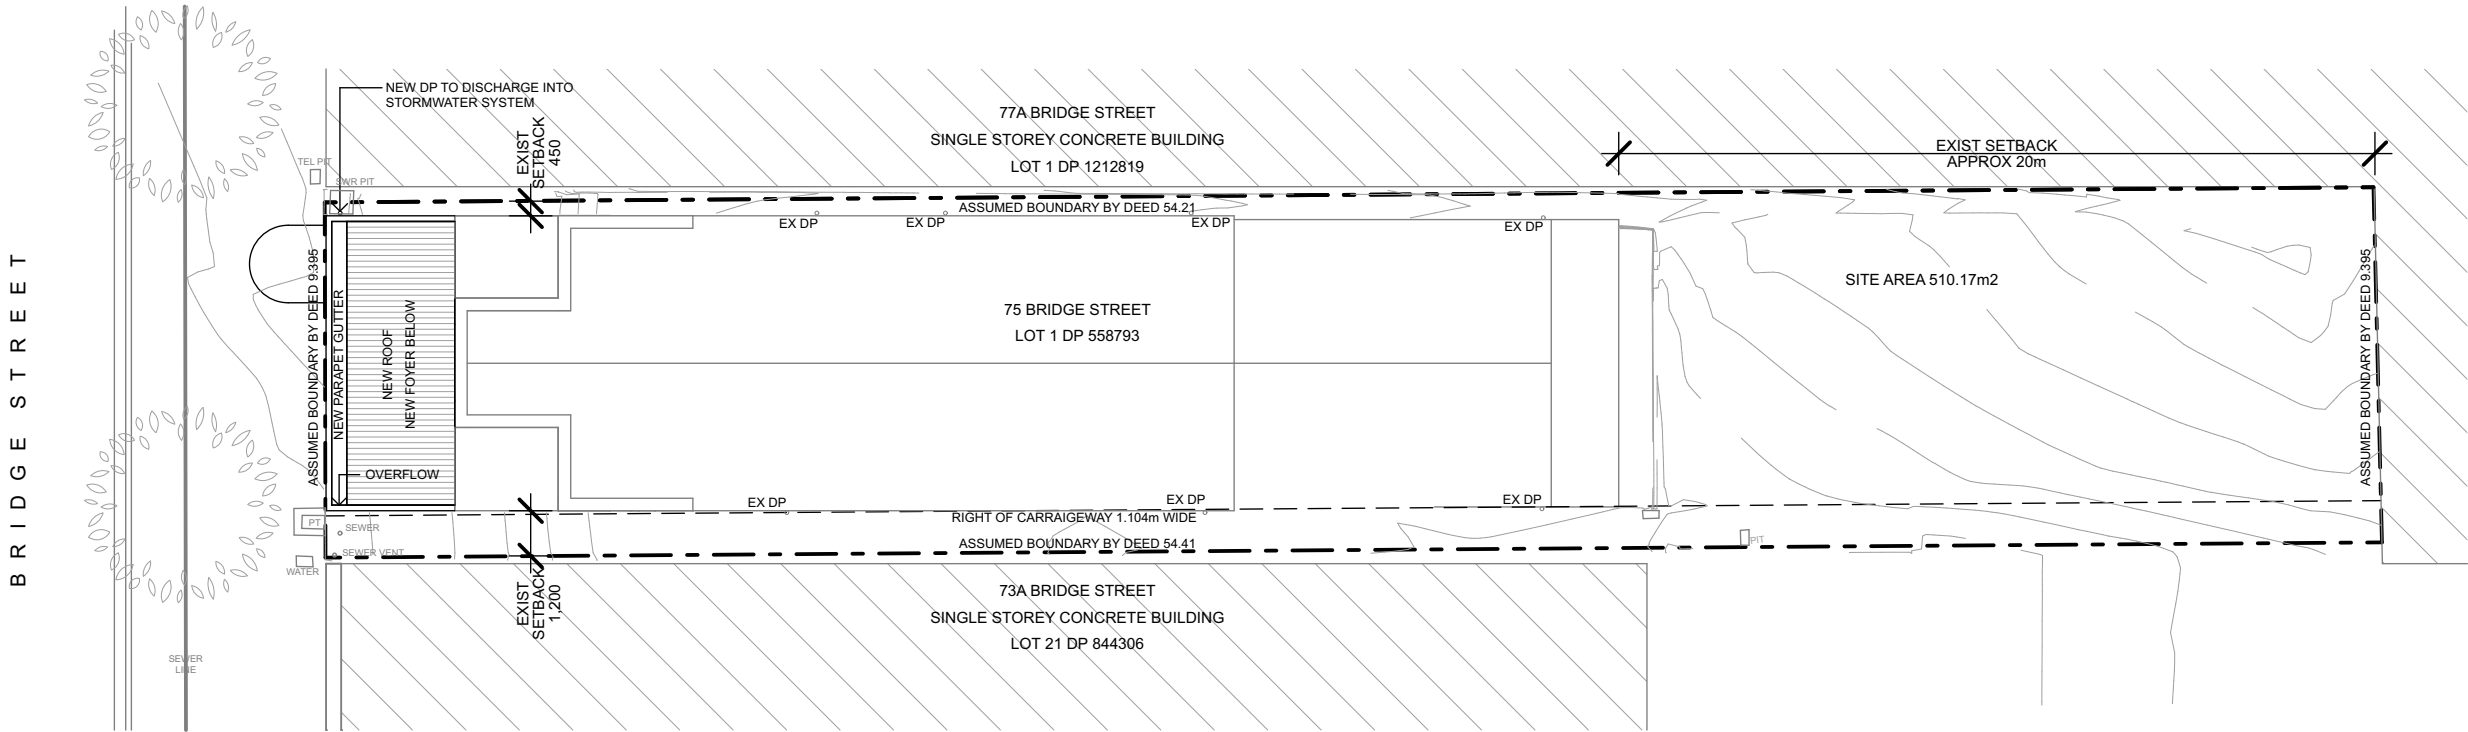 NEW DP TO DISCHARGE INTO
STORMWATER SYSTEM
77A BRIDGE STREET
SINGLE STOREY CONCRETE BUILDING
LOT 1 DP 1212819
EXIST
SETBACK
450
EXIST SETBACK
APPROX 20m
TEL PIT
SWR PIT
ASSUMED BOUNDARY BY DEED 54.21
EX DP
EX DP
EX DP
EX DP
BRIDGE STREET
ASSUMED BOUNDARY BY DEED 9.395
NEW PARAPET GUTTER
NEW ROOF
NEW FOYER BELOW
75 BRIDGE STREET
LOT 1 DP 558793
SITE AREA 510.17m2
ASSUMED BOUNDARY BY DEED 9.395
OVERFLOW
EX DP
EX DP
EX DP
RIGHT OF CARRAIGEWAY 1.104m WIDE
ASSUMED BOUNDARY BY DEED 54.41
PT
SEWER
SEWER VENT
WATER
PIT
EXIST
SETBACK
1,200
73A BRIDGE STREET
SINGLE STOREY CONCRETE BUILDING
LOT 21 DP 844306
SEWER
LINE